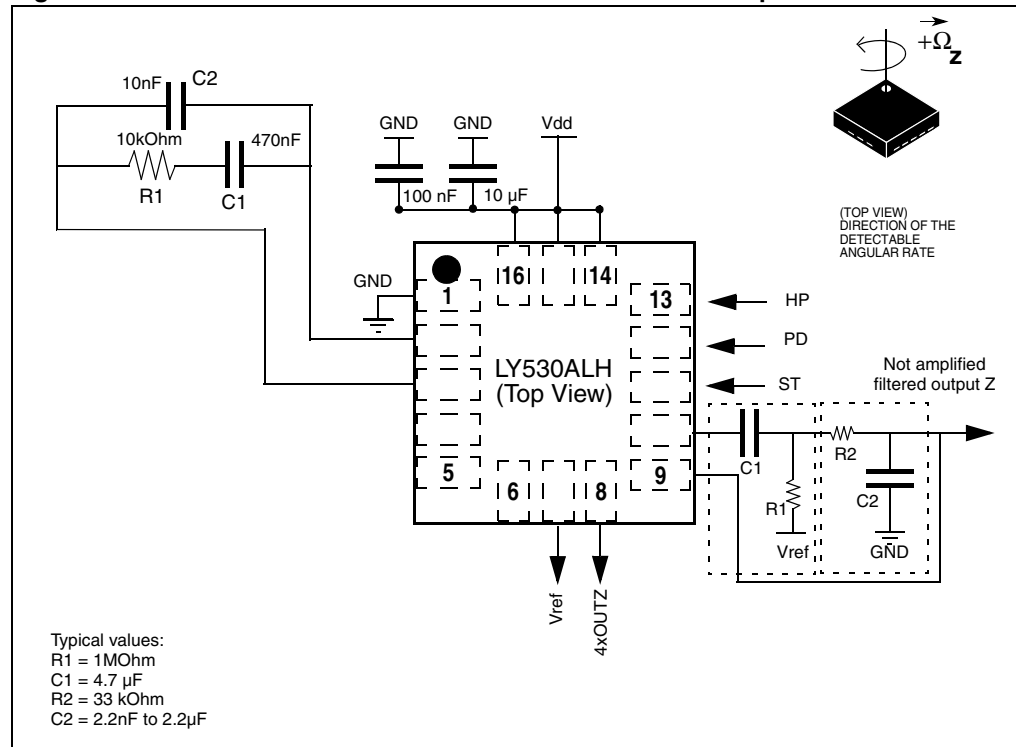 +Ω
Z
10nF
C2
10kOhm
470nF
R1
C1
GND
GND
Vdd
100 nF
10 µF
(TOP VIEW)
DIRECTION OF THE
DETECTABLE
ANGULAR RATE
GND
1
16
14
13
HP
PD
ST
LY530ALH
(Top View)
Not amplified
filtered output Z
5
6
8
9
C1
R2
R1
C2
Vref
GND
Vref
4xOUTZ
Typical values:
R1 = 1MOhm
C1 = 4.7 µF
R2 = 33 kOhm
C2 = 2.2nF to 2.2µF